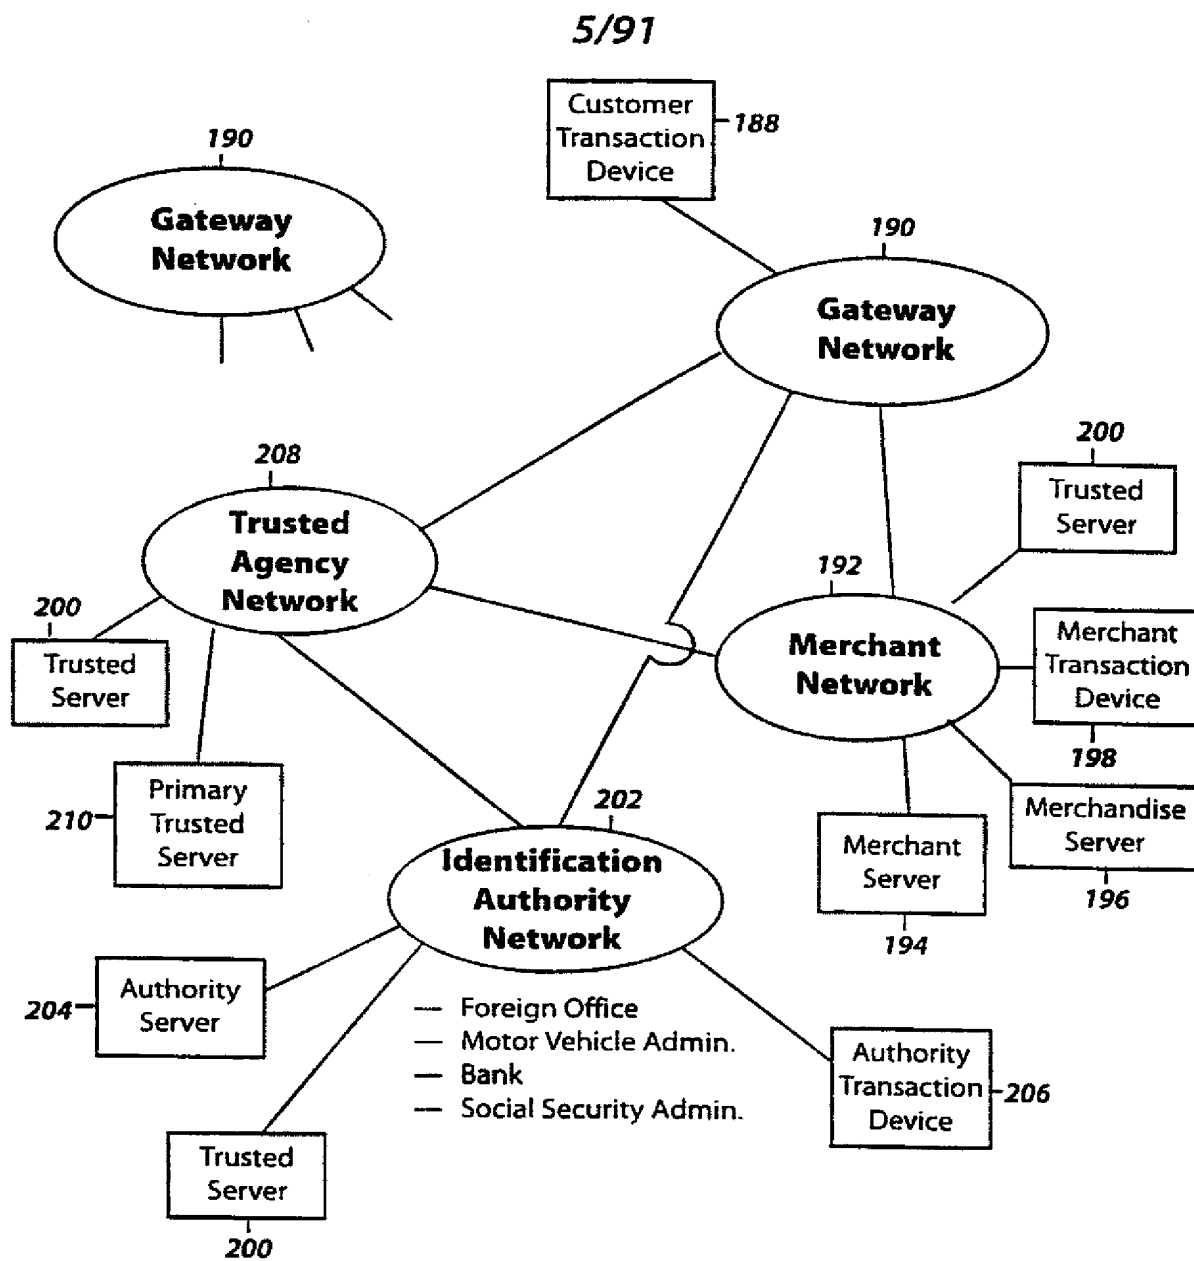 5/91
Customer
Transaction
Device
188
190
Gateway
Network
190
Gateway
Network
200
Trusted
Server
208
Trusted
Agency
Network
192
Merchant
Network
Merchant
Transaction
Device
198
200
Trusted
Server
210
Primary
Trusted
Server
Merchandise
Server
196
Merchant
Server
194
202
Identification
Authority
Network
— Foreign Office
— Motor Vehicle Admin.
— Bank
— Social Security Admin.
204
Authority
Server
Authority
Transaction
Device
206
Trusted
Server
200